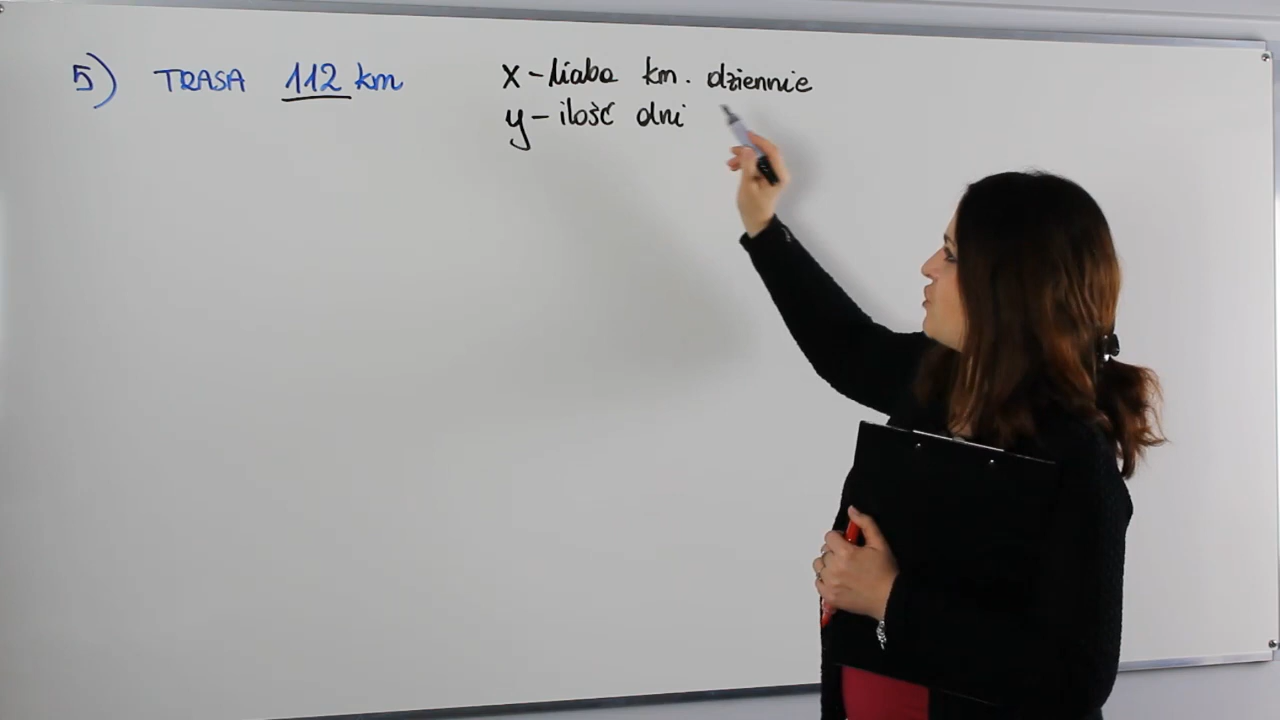 5) TRASA 112 km
x - liczba km. dziennie
y - ilość dni